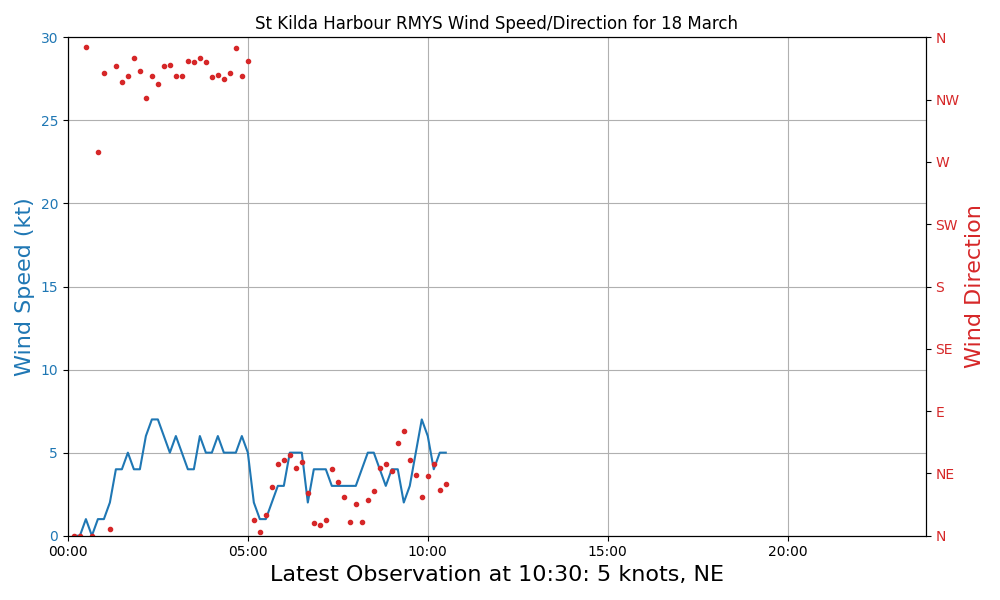 St Kilda Harbour RMYS Wind Speed/Direction for 18 March
30
25
20
15
10
5
0
Wind Speed (kt)
N
NW
W
SW
S
SE
E
NE
N
Wind Direction
00:00
05:00
10:00
15:00
20:00
Latest Observation at 10:30: 5 knots, NE